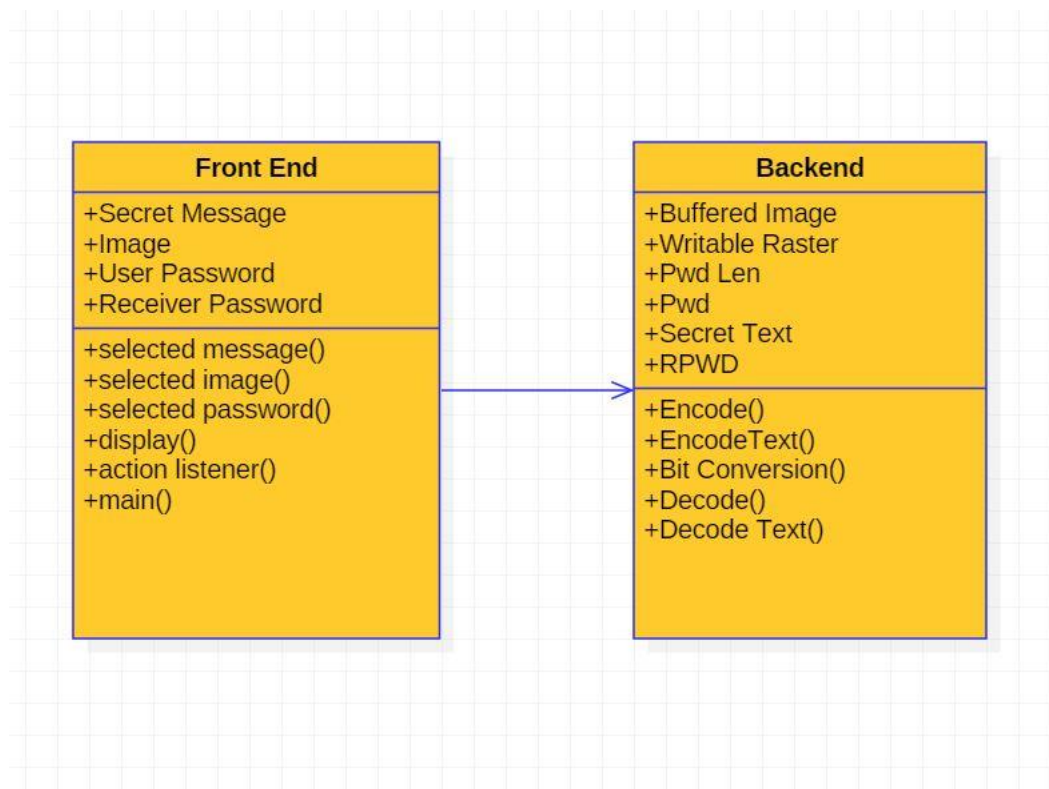 Front End
+Secret Message
+Image
+User Password
+Receiver Password
+selected message()
+selected image()
+selected password()
+display()
+action listener()
+main()
Backend
+Buffered Image
+Writable Raster
+Pwd Len
+Pwd
+Secret Text
+RPWD
+Encode()
+EncodeText()
+Bit Conversion()
+Decode()
+Decode Text()